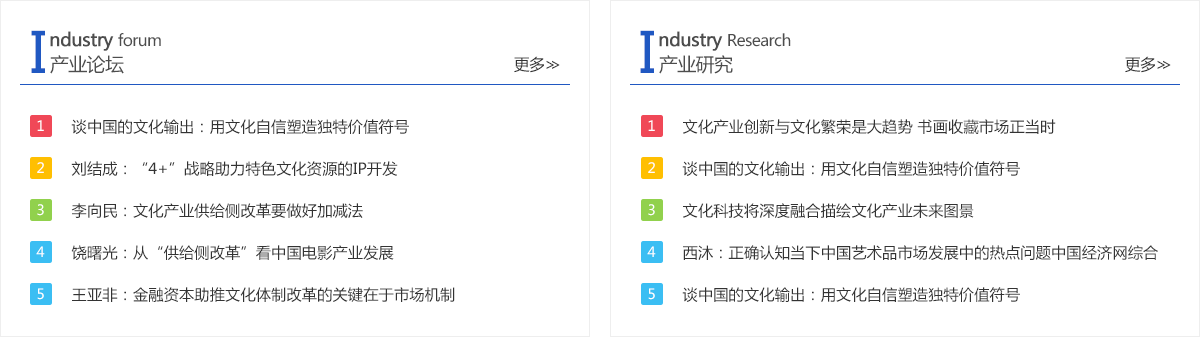 Industry forum
产业论坛
更多≫
1 谈中国的文化输出：用文化自信塑造独特价值符号
2 刘结成：“4+”战略助力特色文化资源的IP开发
3 李向民：文化产业供给侧改革要做好加减法
4 饶曙光：从“供给侧改革”看中国电影产业发展
5 王亚非：金融资本助推文化体制改革的关键在于市场机制
Industry Research
产业研究
更多≫
1 文化产业创新与文化繁荣是大趋势 书画收藏市场正当时
2 谈中国的文化输出：用文化自信塑造独特价值符号
3 文化科技将深度融合描绘文化产业未来图景
4 西沐：正确认知当下中国艺术品市场发展中的热点问题中国经济网综合
5 谈中国的文化输出：用文化自信塑造独特价值符号